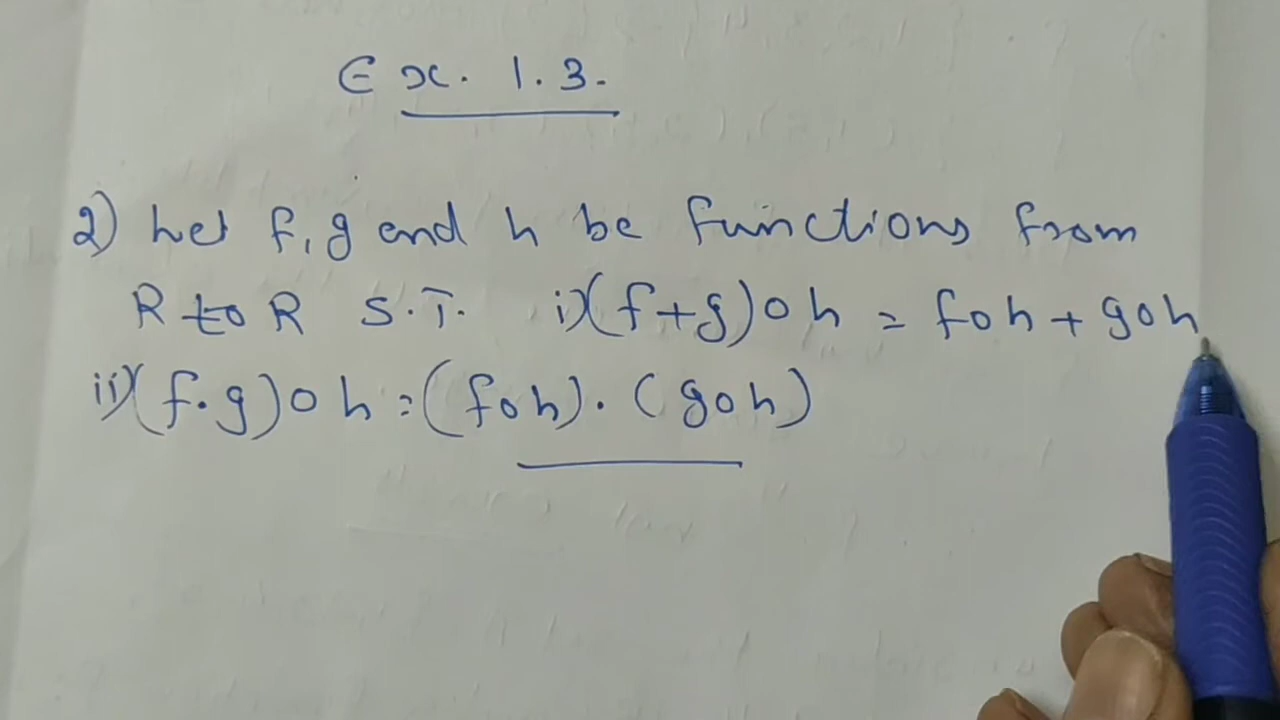 Ex. 1.3.
2) Let f, g and h be functions from
R to R S.T. i) (f+g)oh = foh + goh
ii) (f.g)oh = (foh). (goh)